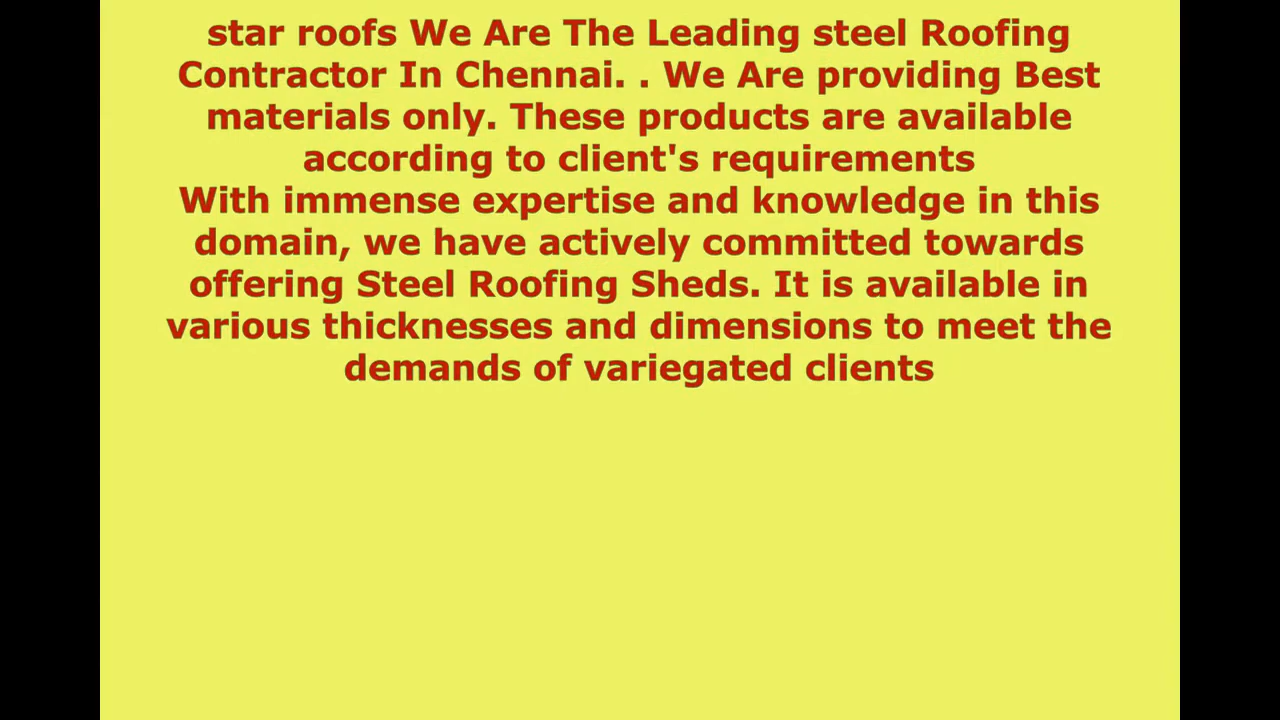 star roofs We Are The Leading steel Roofing
Contractor In Chennai. . We Are providing Best
materials only. These products are available
according to client's requirements
With immense expertise and knowledge in this
domain, we have actively committed towards
offering Steel Roofing Sheds. It is available in
various thicknesses and dimensions to meet the
demands of variegated clients